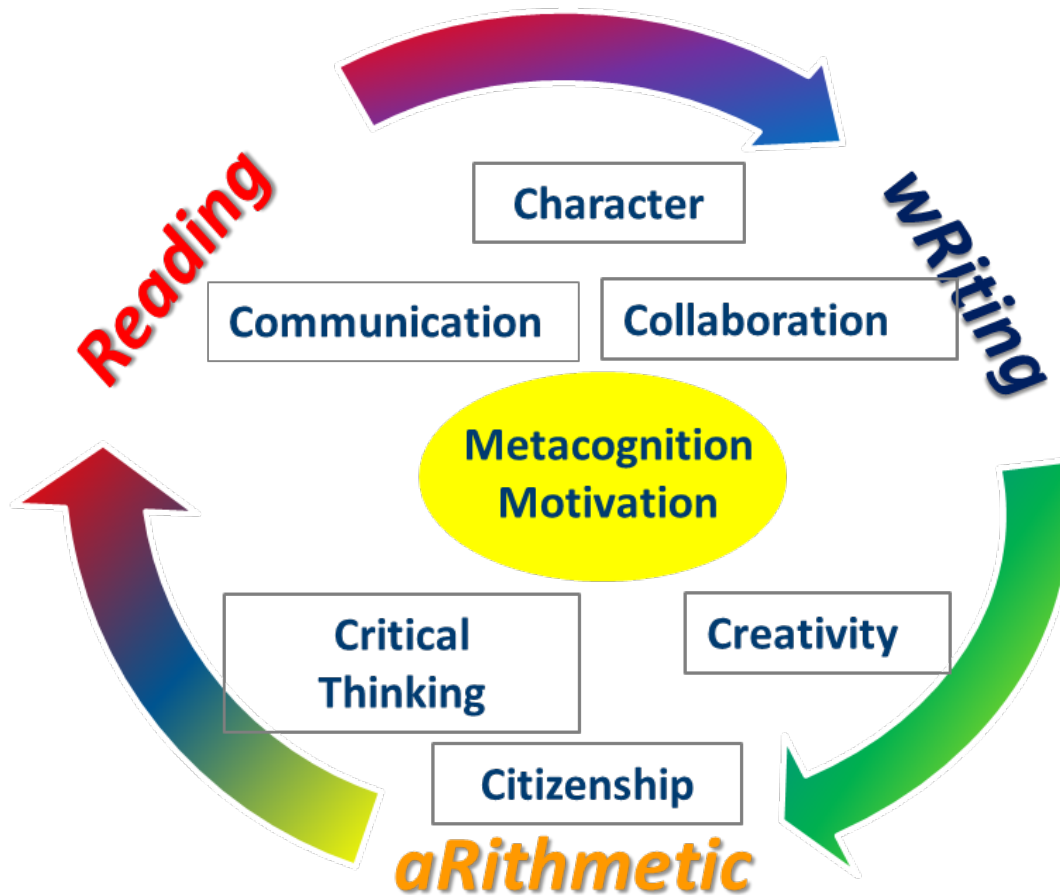 Reading
wRiting
Character
Communication
Collaboration
Metacognition
Motivation
Critical
Thinking
Creativity
Citizenship
aRithmetic